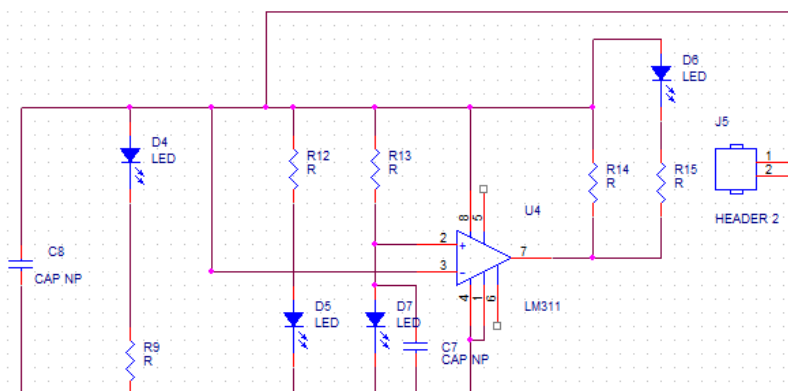 D6
LED
D4
LED
R12
R
R13
R
R14
R
R15
R
J5
1
2
HEADER 2
U4
8
5
2
+
3
-
7
4
1
6
LM311
C8
CAP NP
D5
LED
D7
LED
C7
CAP NP
R9
R